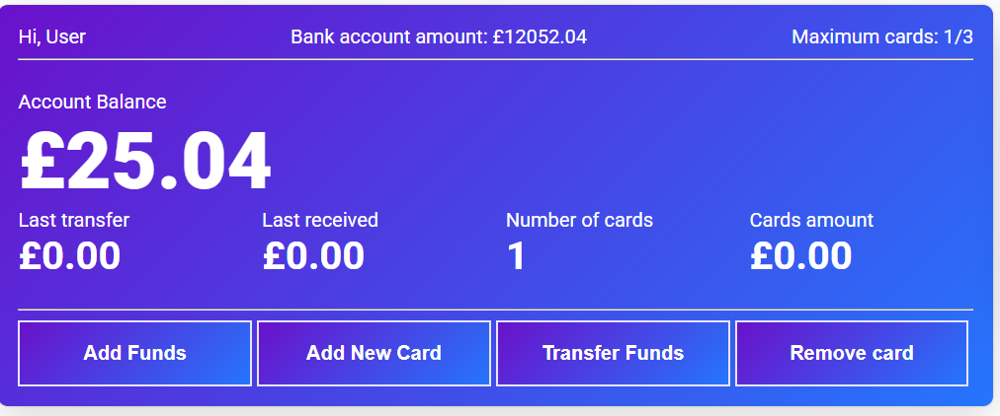 Hi, User Bank account amount: £12052.04 Maximum cards: 1/3
Account Balance
£25.04
Last transfer Last received Number of cards Cards amount
£0.00 £0.00 1 £0.00
Add Funds Add New Card Transfer Funds Remove card